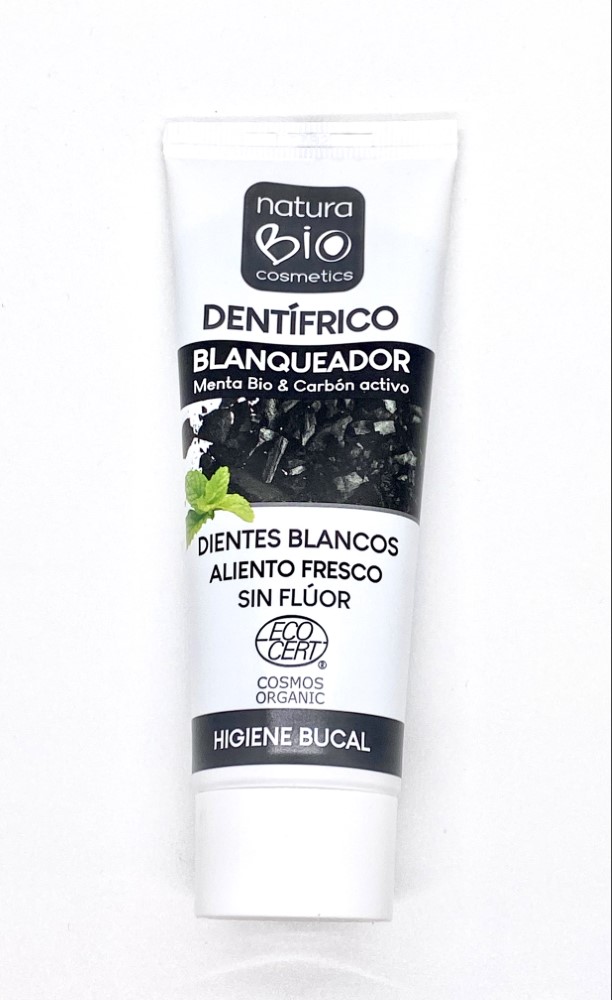 natura
Bio
cosmetics
DENTÍFRICO
BLANQUEADOR
Menta Bio & Carbón activo
DIENTES BLANCOS
ALIENTO FRESCO
SIN FLÚOR
ECO
CERT
®
COSMOS
ORGANIC
HIGIENE BUCAL